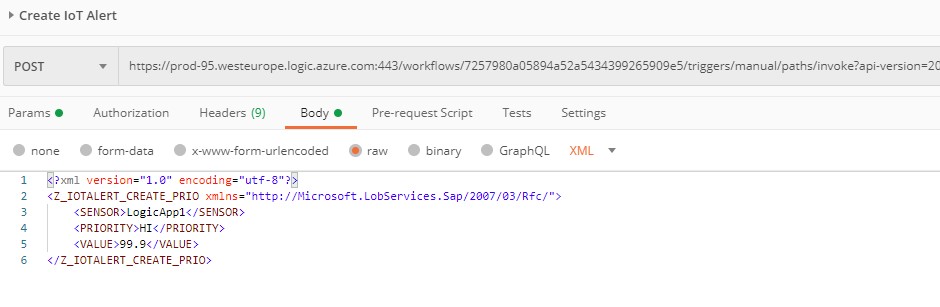 Create IoT Alert
POST https://prod-95.westeurope.logic.azure.com:443/workflows/7257980a05894a52a5434399265909e5/triggers/manual/paths/invoke?api-version=20
Params Authorization Headers (9) Body Pre-request Script Tests Settings
none form-data x-www-form-urlencoded raw binary GraphQL XML
1 <?xml version="1.0" encoding="utf-8"?>
2 <Z_IOTALERT_CREATE_PRIO xmlns="http://Microsoft.LobServices.Sap/2007/03/Rfc/">
3 <SENSOR>LogicApp1</SENSOR>
4 <PRIORITY>HI</PRIORITY>
5 <VALUE>99.9</VALUE>
6 </Z_IOTALERT_CREATE_PRIO>